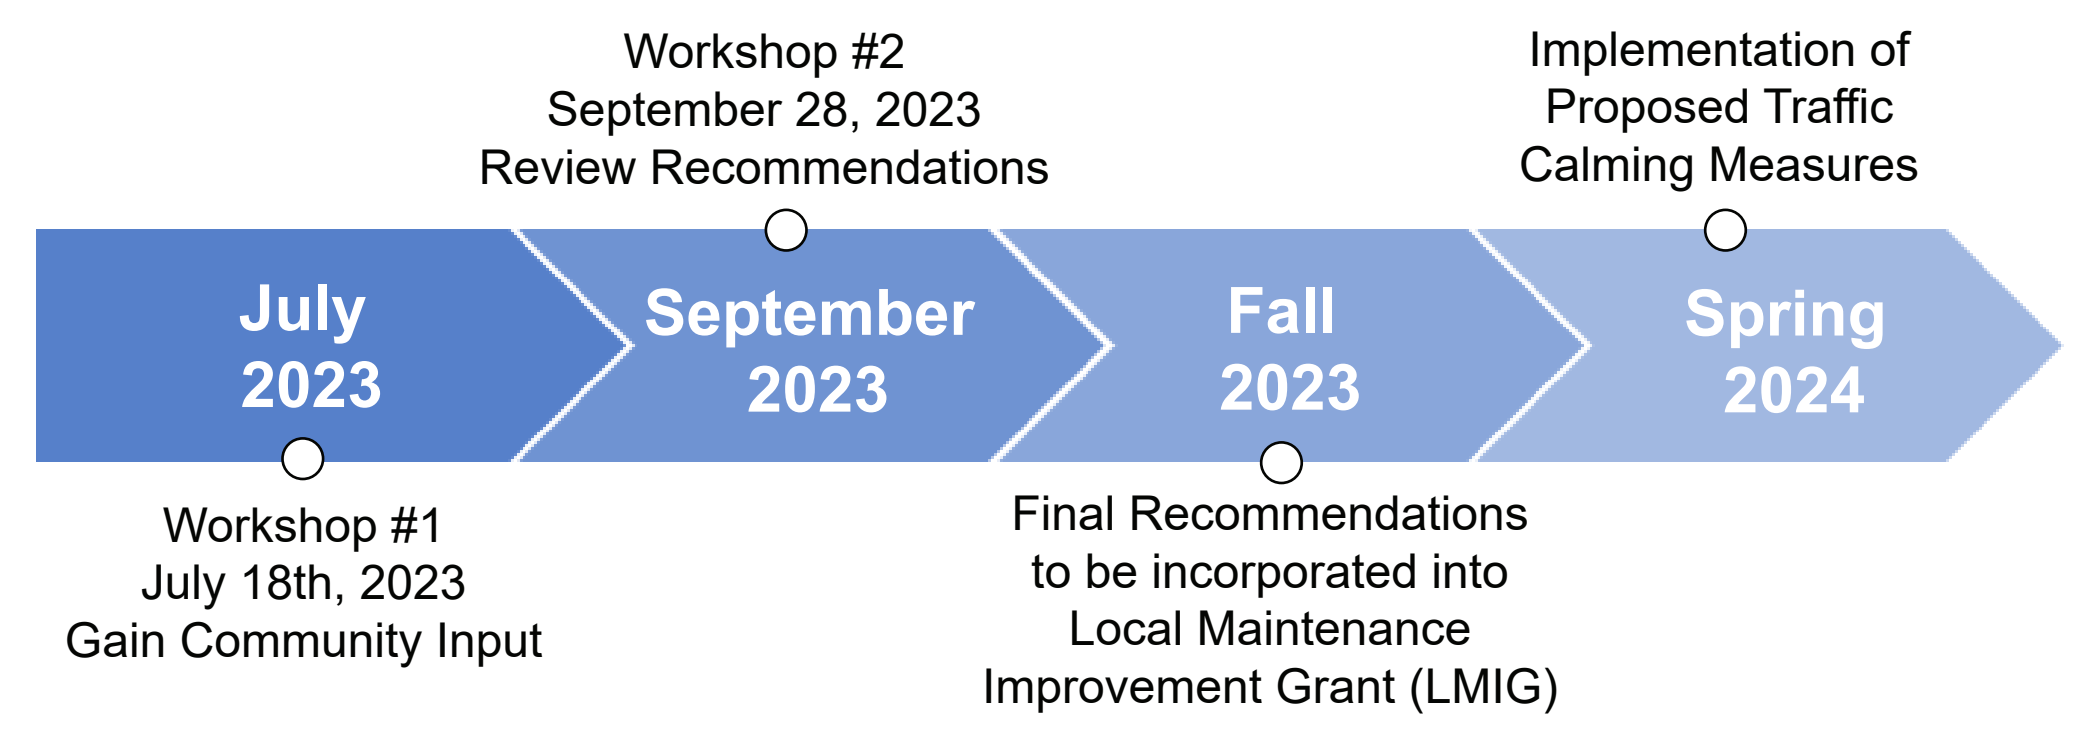 Workshop #2
September 28, 2023
Review Recommendations
Implementation of
Proposed Traffic
Calming Measures
July
2023
September
2023
Fall
2023
Spring
2024
Workshop #1
July 18th, 2023
Gain Community Input
Final Recommendations
to be incorporated into
Local Maintenance
Improvement Grant (LMIG)